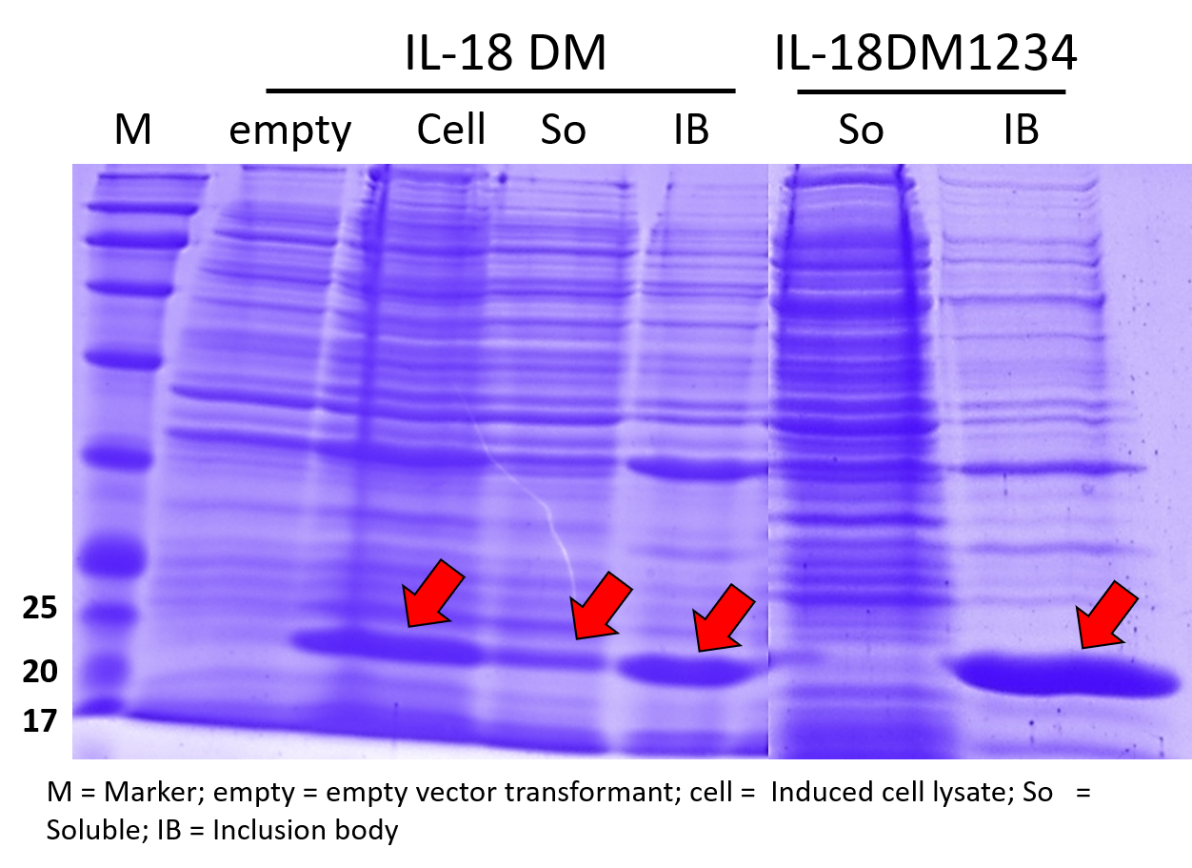 IL-18 DM IL-18DM1234
M empty Cell So IB So IB
25
20
17
M = Marker; empty = empty vector transformant; cell = Induced cell lysate; So =
Soluble; IB = Inclusion body